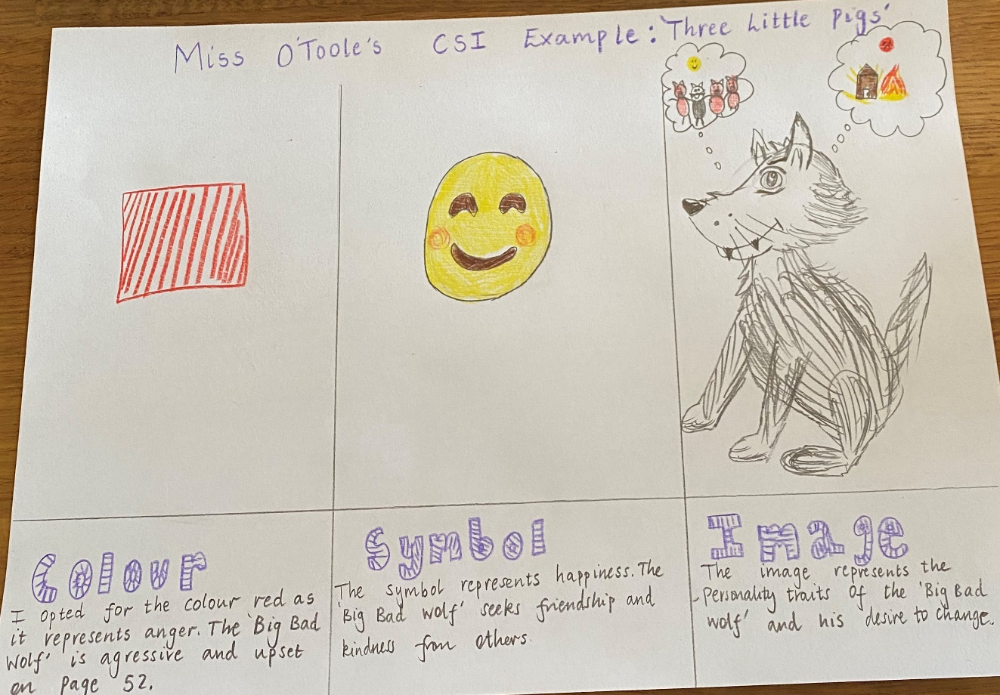 Miss O'Toole's CSI Example: 'Three Little Pigs'
Colour
I opted for the colour red as
it represents anger. The 'Big Bad
Wolf' is agressive and upset
on page 52.
Symbol
The symbol represents happiness. The
'Big Bad Wolf' seeks friendship and
kindness from others.
Image
The image represents the
personality traits of the 'Big Bad
Wolf' and his desire to change.